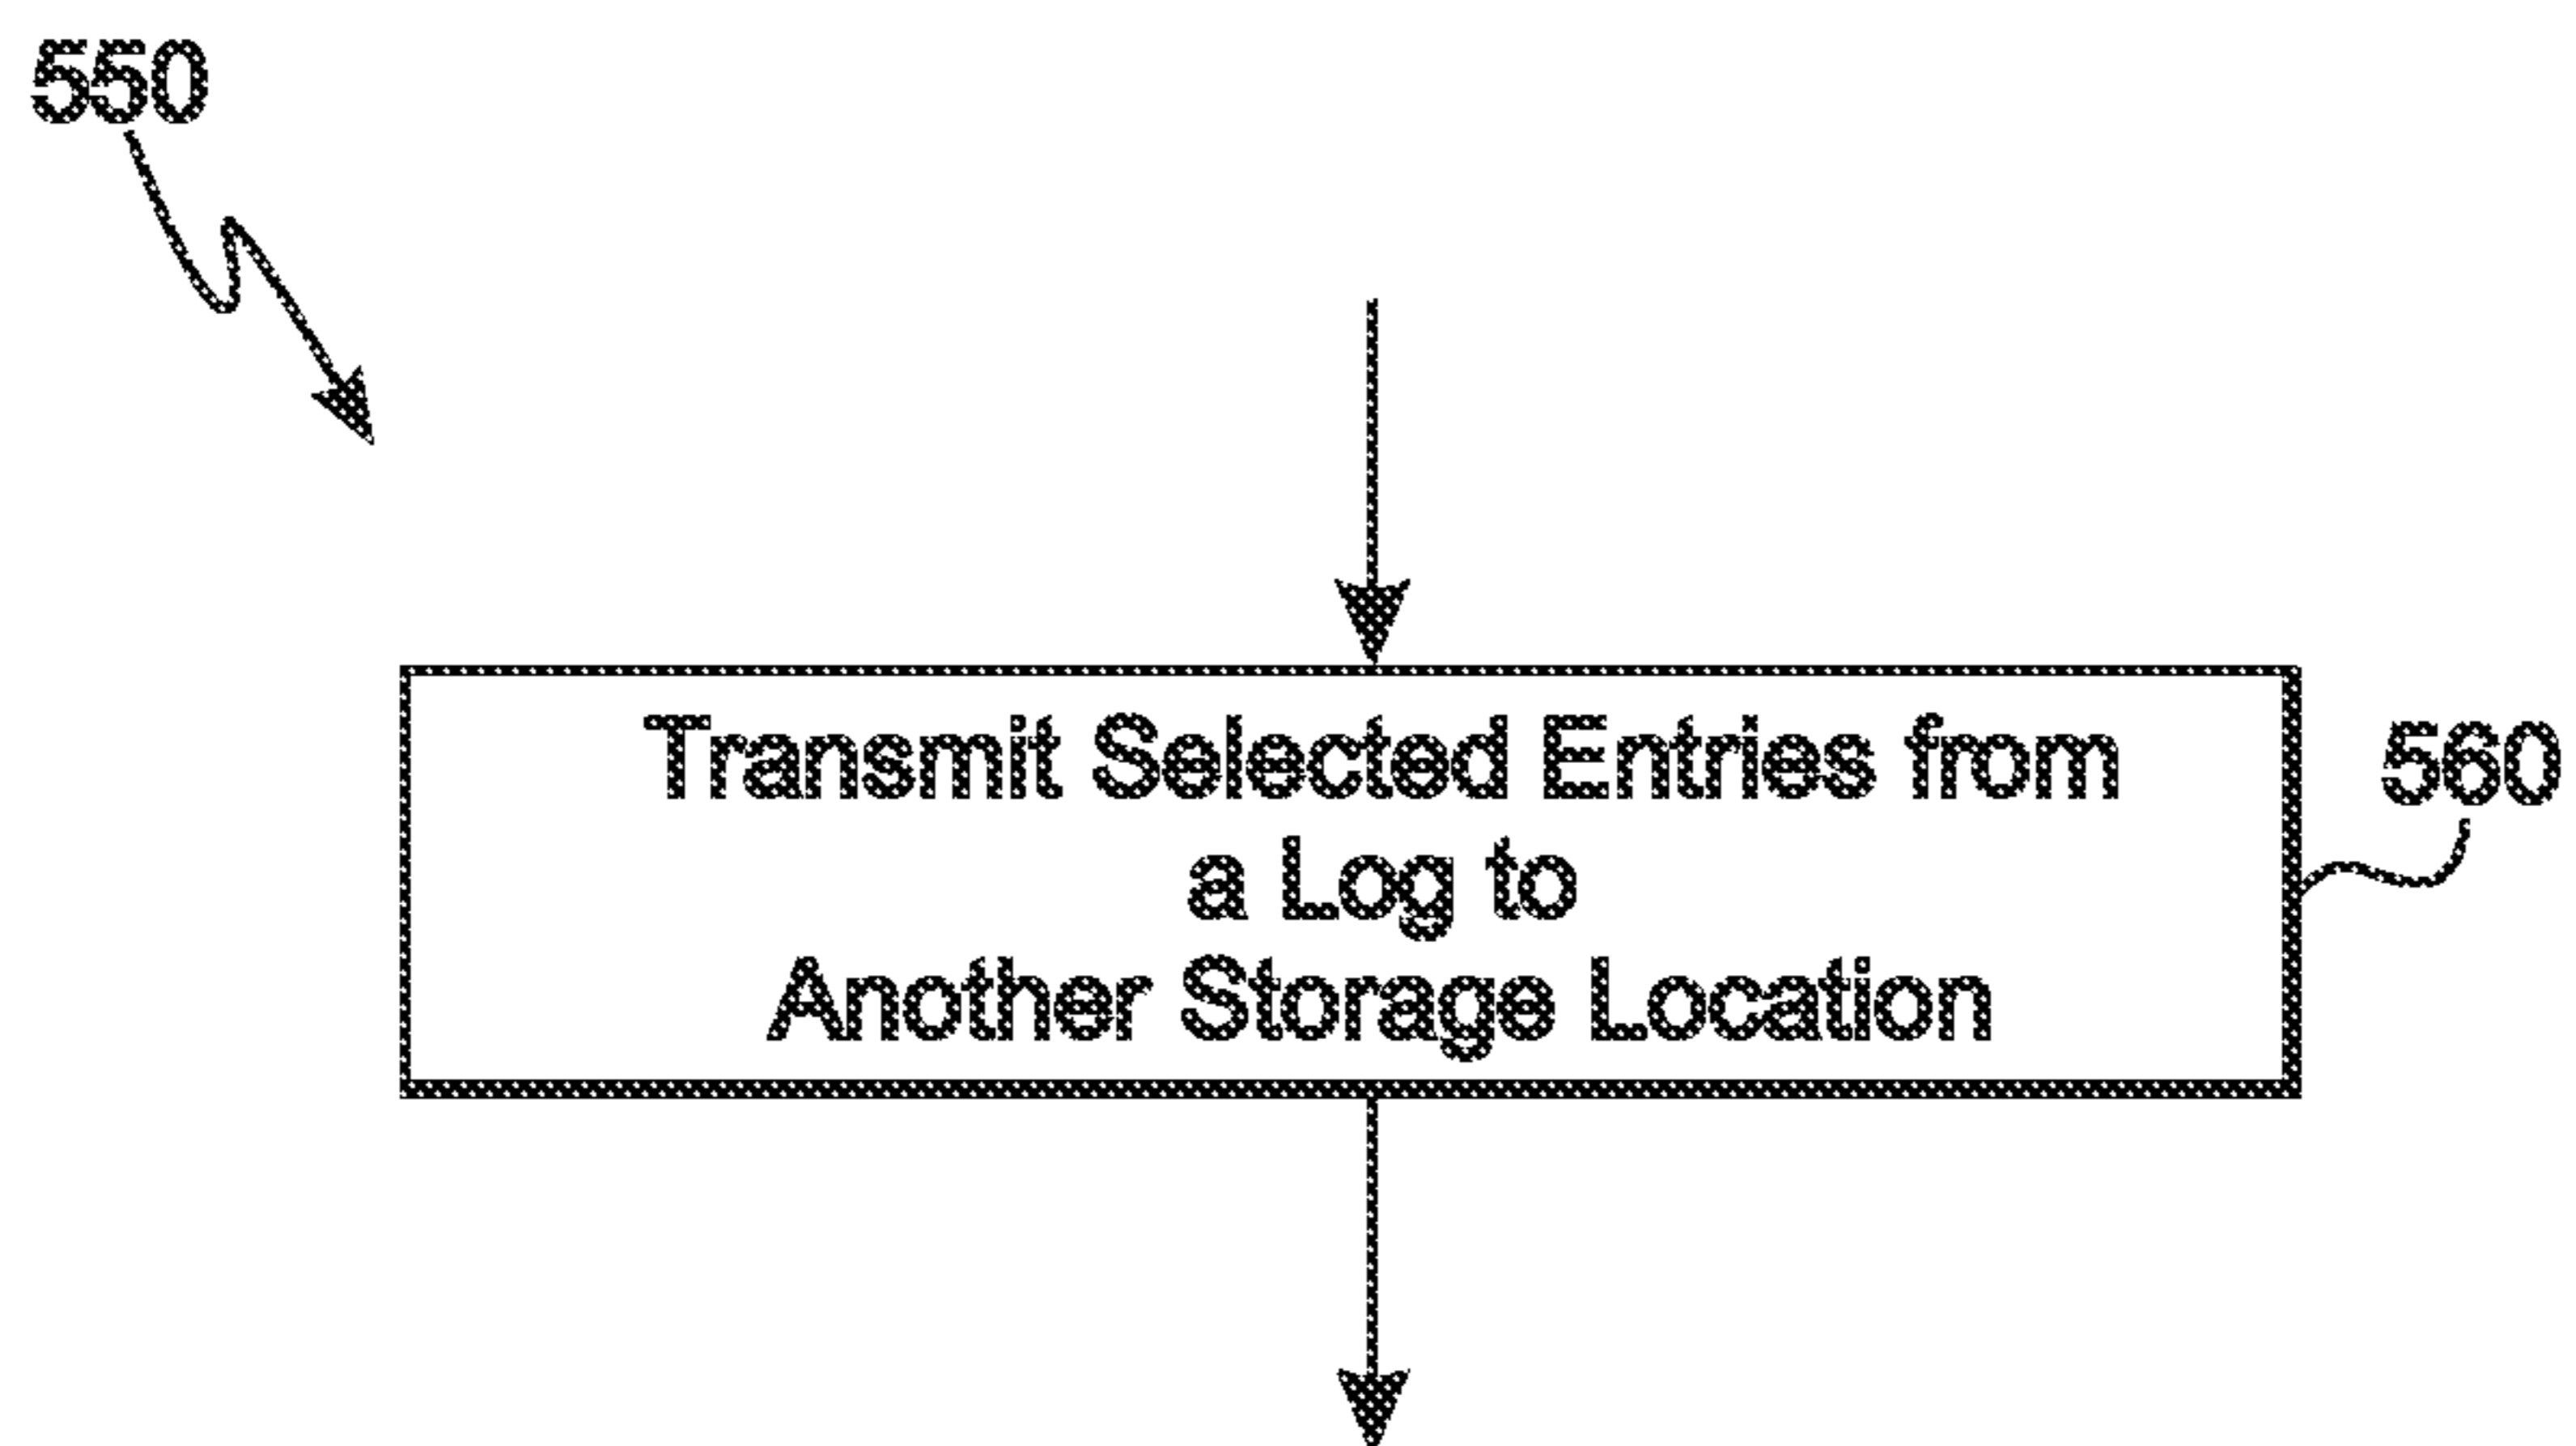 550
Transmit Selected Entries from
560
a Log to
Another Storage Location